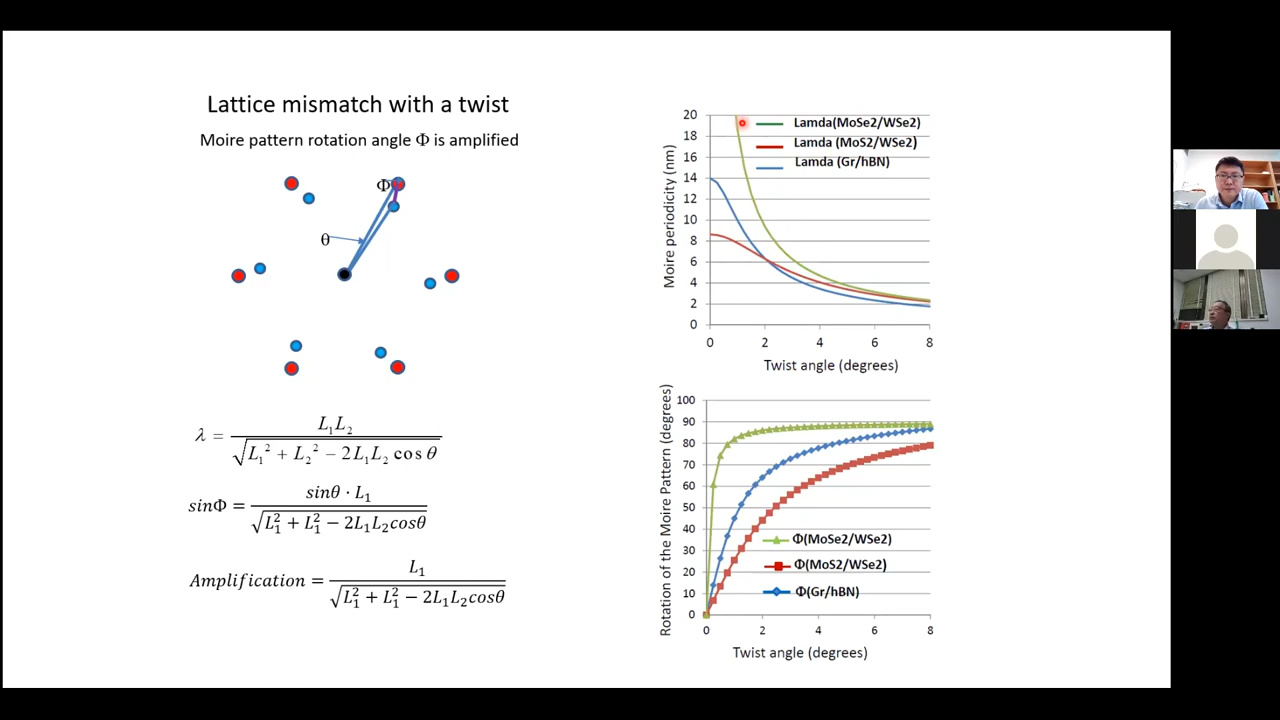 Lattice mismatch with a twist
Moire pattern rotation angle Φ is amplified
Φ
θ
λ = L₁L₂ / √(L₁² + L₂² − 2L₁L₂ cos θ)
sinΦ = sinθ · L₁ / √(L₁² + L₁² − 2L₁L₂cosθ)
Amplification = L₁ / √(L₁² + L₁² − 2L₁L₂cosθ)
Moire periodicity (nm)
20
18
16
14
12
10
8
6
4
2
0
Lamda(MoSe2/WSe2)
Lamda (MoS2/WSe2)
Lamda (Gr/hBN)
0 2 4 6 8
Twist angle (degrees)
Rotation of the Moire Pattern (degrees)
100
90
80
70
60
50
40
30
20
10
0
Φ(MoSe2/WSe2)
Φ(MoS2/WSe2)
Φ(Gr/hBN)
0 2 4 6 8
Twist angle (degrees)